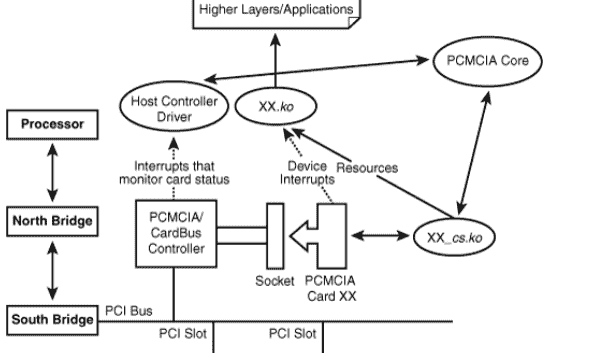 Higher Layers/Applications
PCMCIA Core
Host Controller
Driver
XX.ko
Processor
Interrupts that
monitor card status
Device
Interrupts
Resources
North Bridge
PCMCIA/
CardBus
Controller
XX_cs.ko
Socket
PCMCIA
Card XX
South Bridge
PCI Bus
PCI Slot
PCI Slot